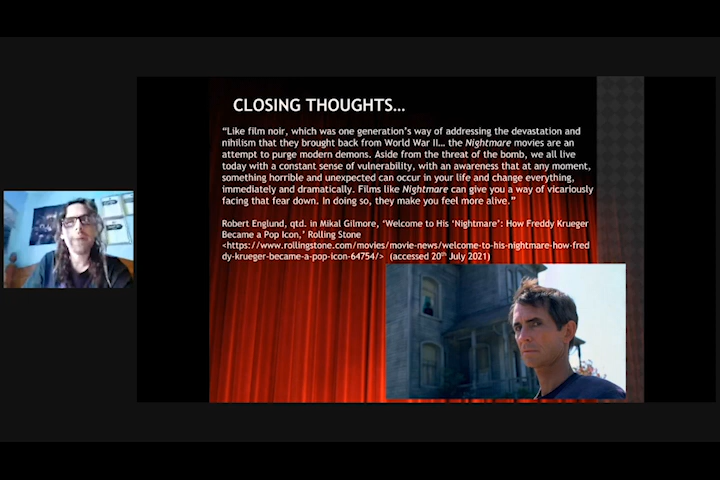 CLOSING THOUGHTS…
“Like film noir, which was one generation’s way of addressing the devastation and
nihilism that they brought back from World War II… the Nightmare movies are an
attempt to purge modern demons. Aside from the threat of the bomb, we all live
today with a constant sense of vulnerability, with an awareness that at any moment,
something horrible and unexpected can occur in your life and change everything,
immediately and dramatically. Films like Nightmare can give you a way of vicariously
facing that fear down. In doing so, they make you feel more alive.”
Robert Englund, qtd. in Mikal Gilmore, ‘Welcome to His ‘Nightmare’: How Freddy Krueger
Became a Pop Icon,’ Rolling Stone
<https://www.rollingstone.com/movies/movie-news/welcome-to-his-nightmare-how-fred
dy-krueger-became-a-pop-icon-64754/> (accessed 20th July 2021)